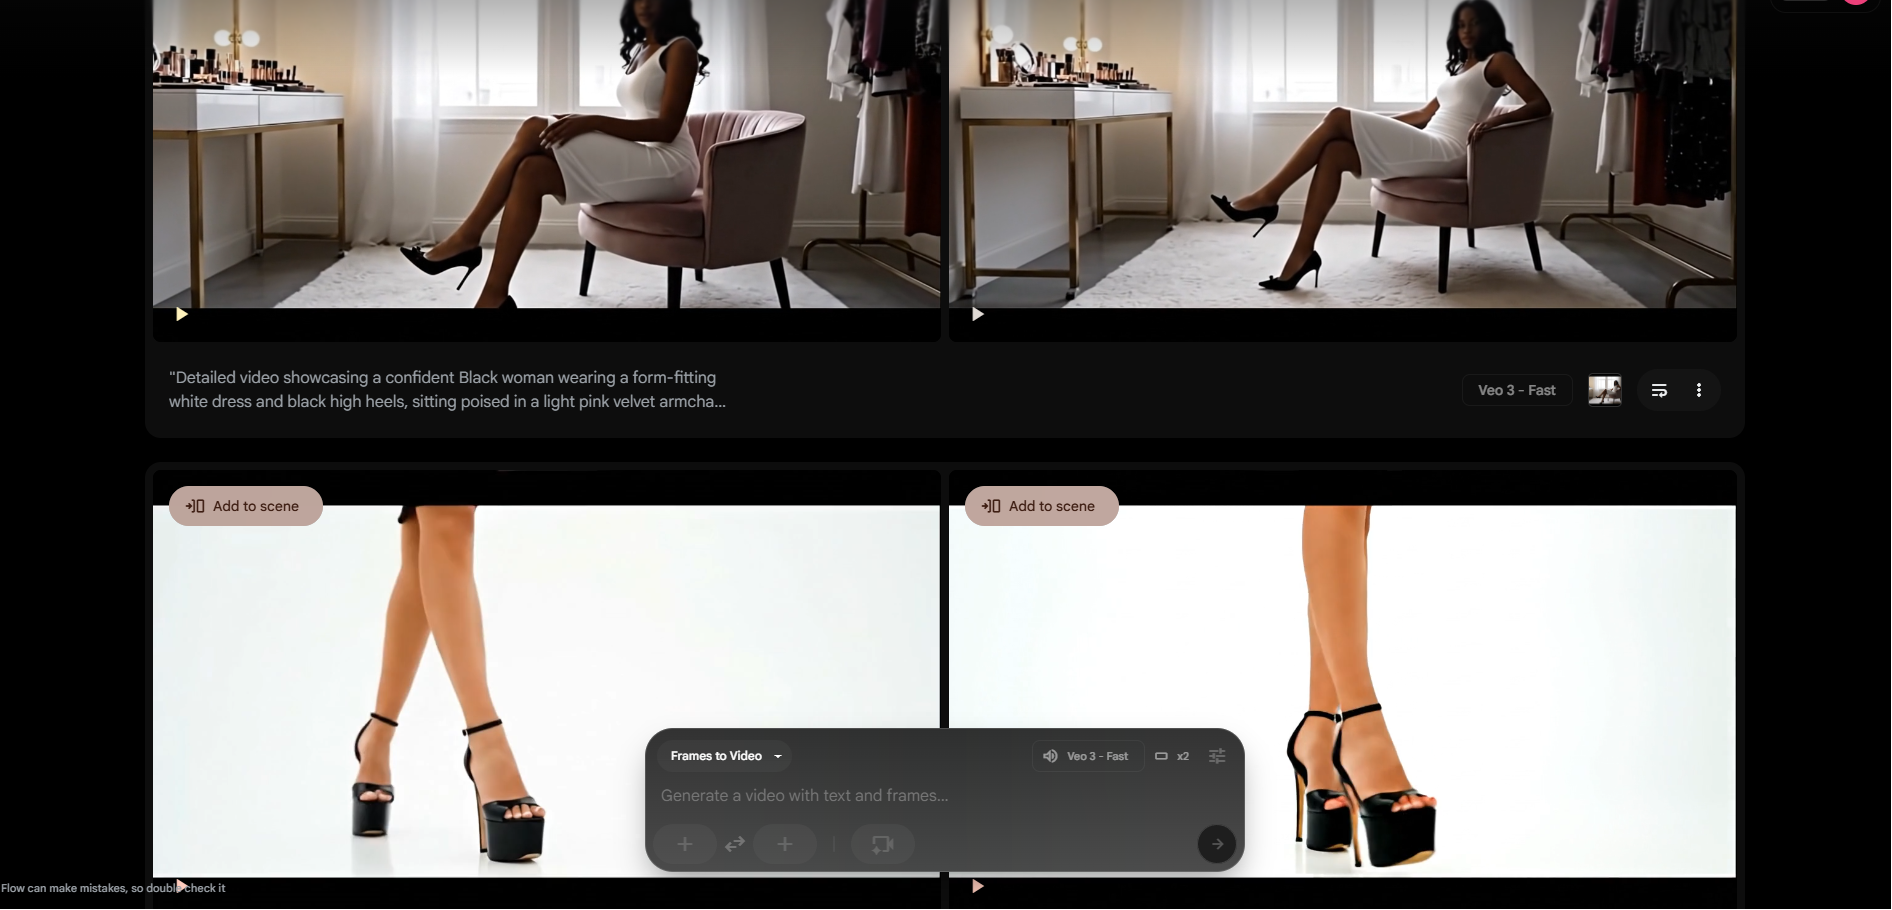 "Detailed video showcasing a confident Black woman wearing a form-fitting
white dress and black high heels, sitting poised in a light pink velvet armcha...
Veo 3 - Fast
Add to scene
Add to scene
Frames to Video
Veo 3 - Fast
x2
Generate a video with text and frames...
Flow can make mistakes, so double check it